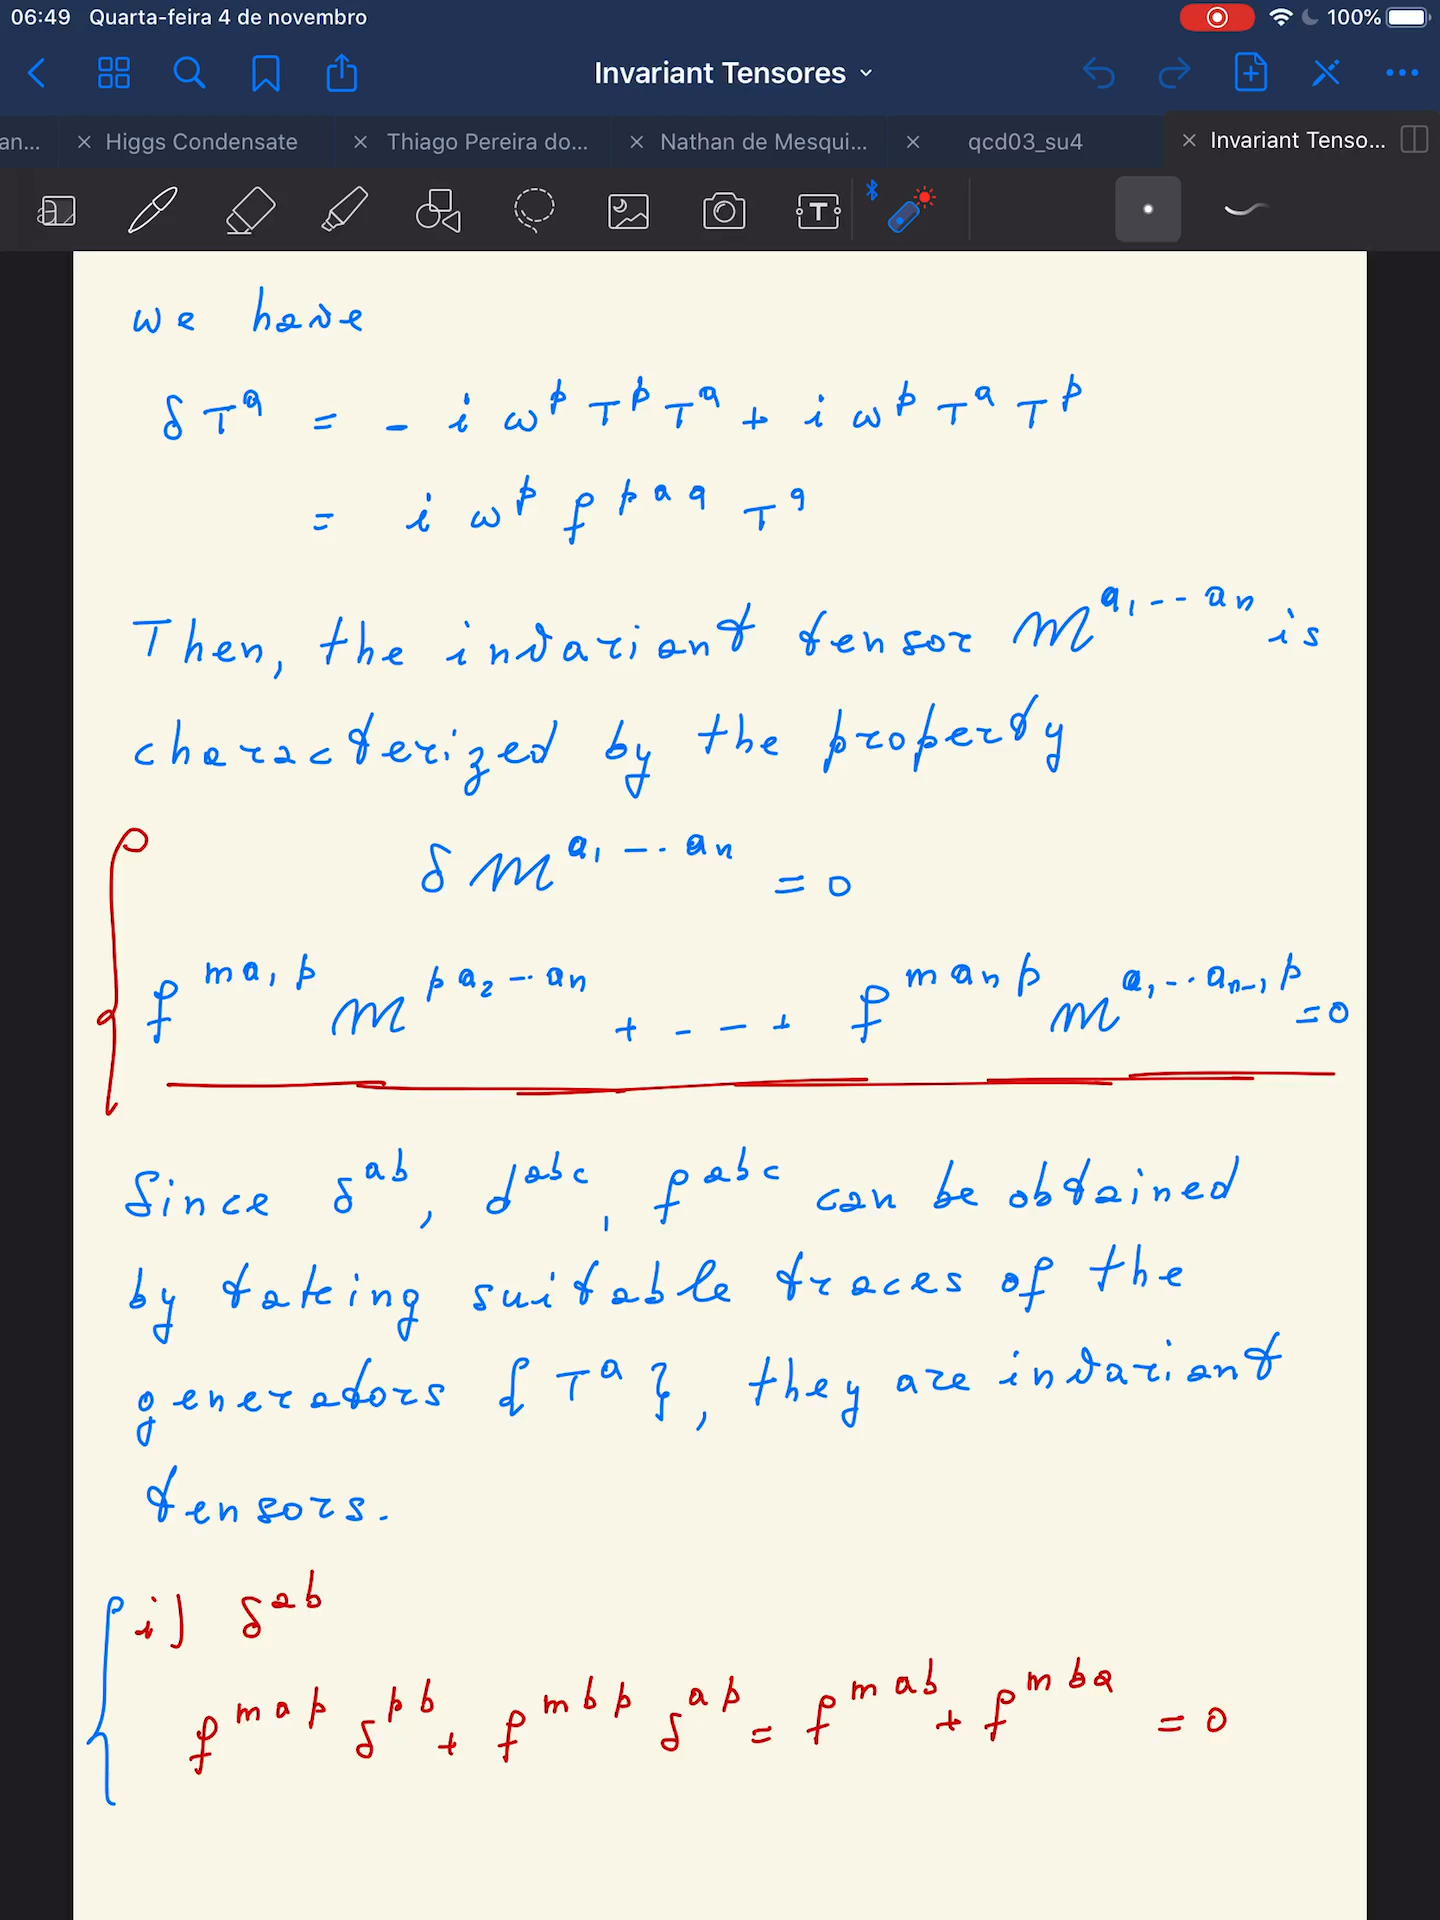 06:49 Quarta-feira 4 de novembro 100%
Invariant Tensores
an... × Higgs Condensate × Thiago Pereira do... × Nathan de Mesqui... × qcd03_su4 × Invariant Tenso...
we have
δT^a = - i ω^p T^p T^a + i ω^p T^a T^p
= i ω^p f^{paq} T^q
Then, the invariant tensor M^{a_1 -- a_n} is
characterized by the property
δM^{a_1 -·· a_n} = 0
f^{m a_1 p} M^{p a_2 -·· a_n} + - - + f^{m a_n p} M^{a_1 -·· a_{n-1} p} = 0
Since δ^{ab}, d^{abc}, f^{abc} can be obtained
by taking suitable traces of the
generators {T^a}, they are invariant
tensors.
i) δ^{ab}
f^{map} δ^{pb} + f^{mbp} δ^{ap} = f^{mab} + f^{mba} = 0